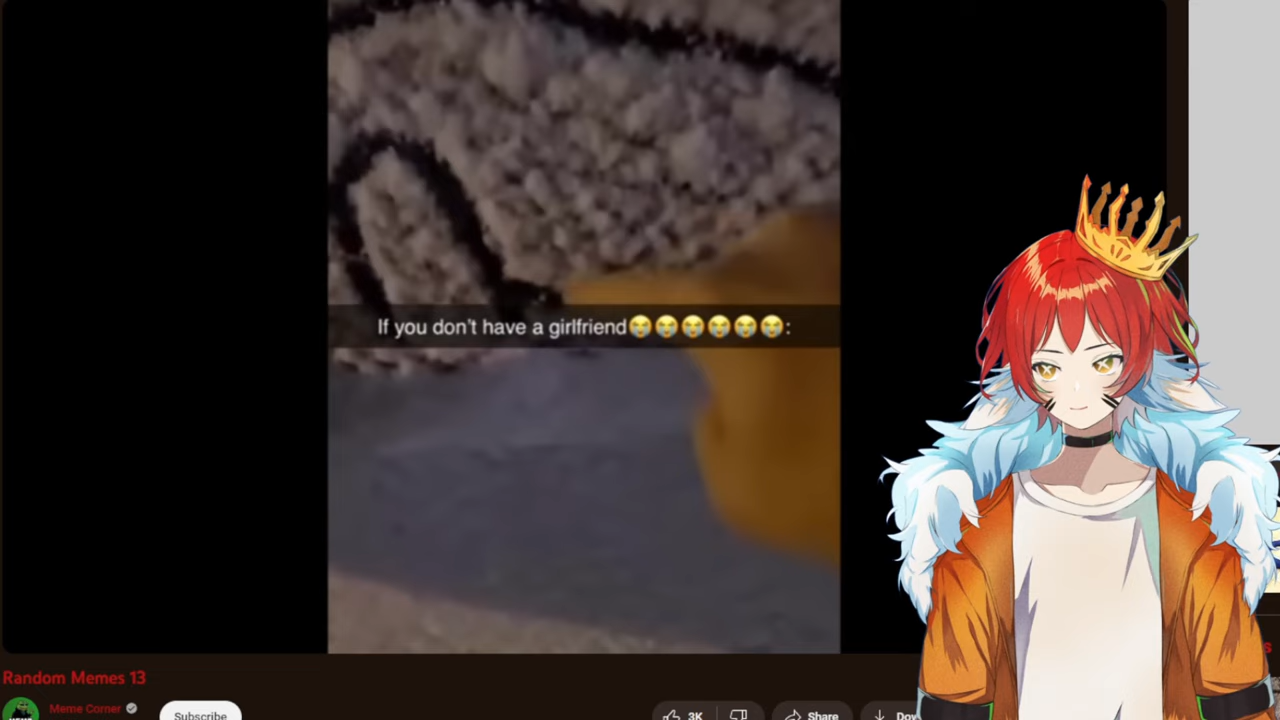 If you don't have a girlfriend😭😭😭😭😭😭:
Random Memes 13
Meme Corner
Subscribe
3K
Share